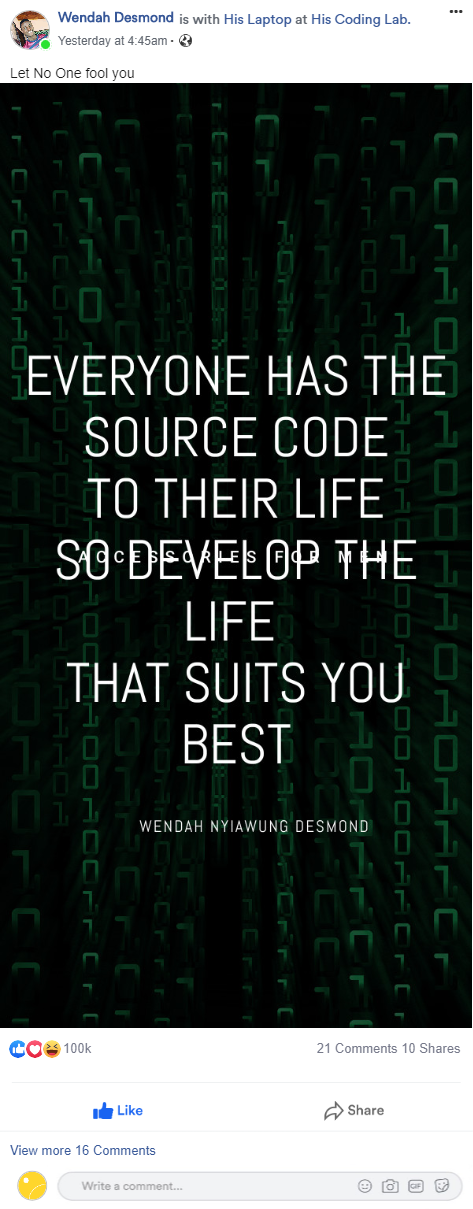 Wendah Desmond is with His Laptop at His Coding Lab.
Yesterday at 4:45am ·
Let No One fool you
EVERYONE HAS THE
SOURCE CODE
TO THEIR LIFE
SO DEVELOP THE
ACCESSORIES FOR MEN
LIFE
THAT SUITS YOU
BEST
WENDAH NYIAWUNG DESMOND
100k
21 Comments 10 Shares
Like
Share
View more 16 Comments
Write a comment...
GIF